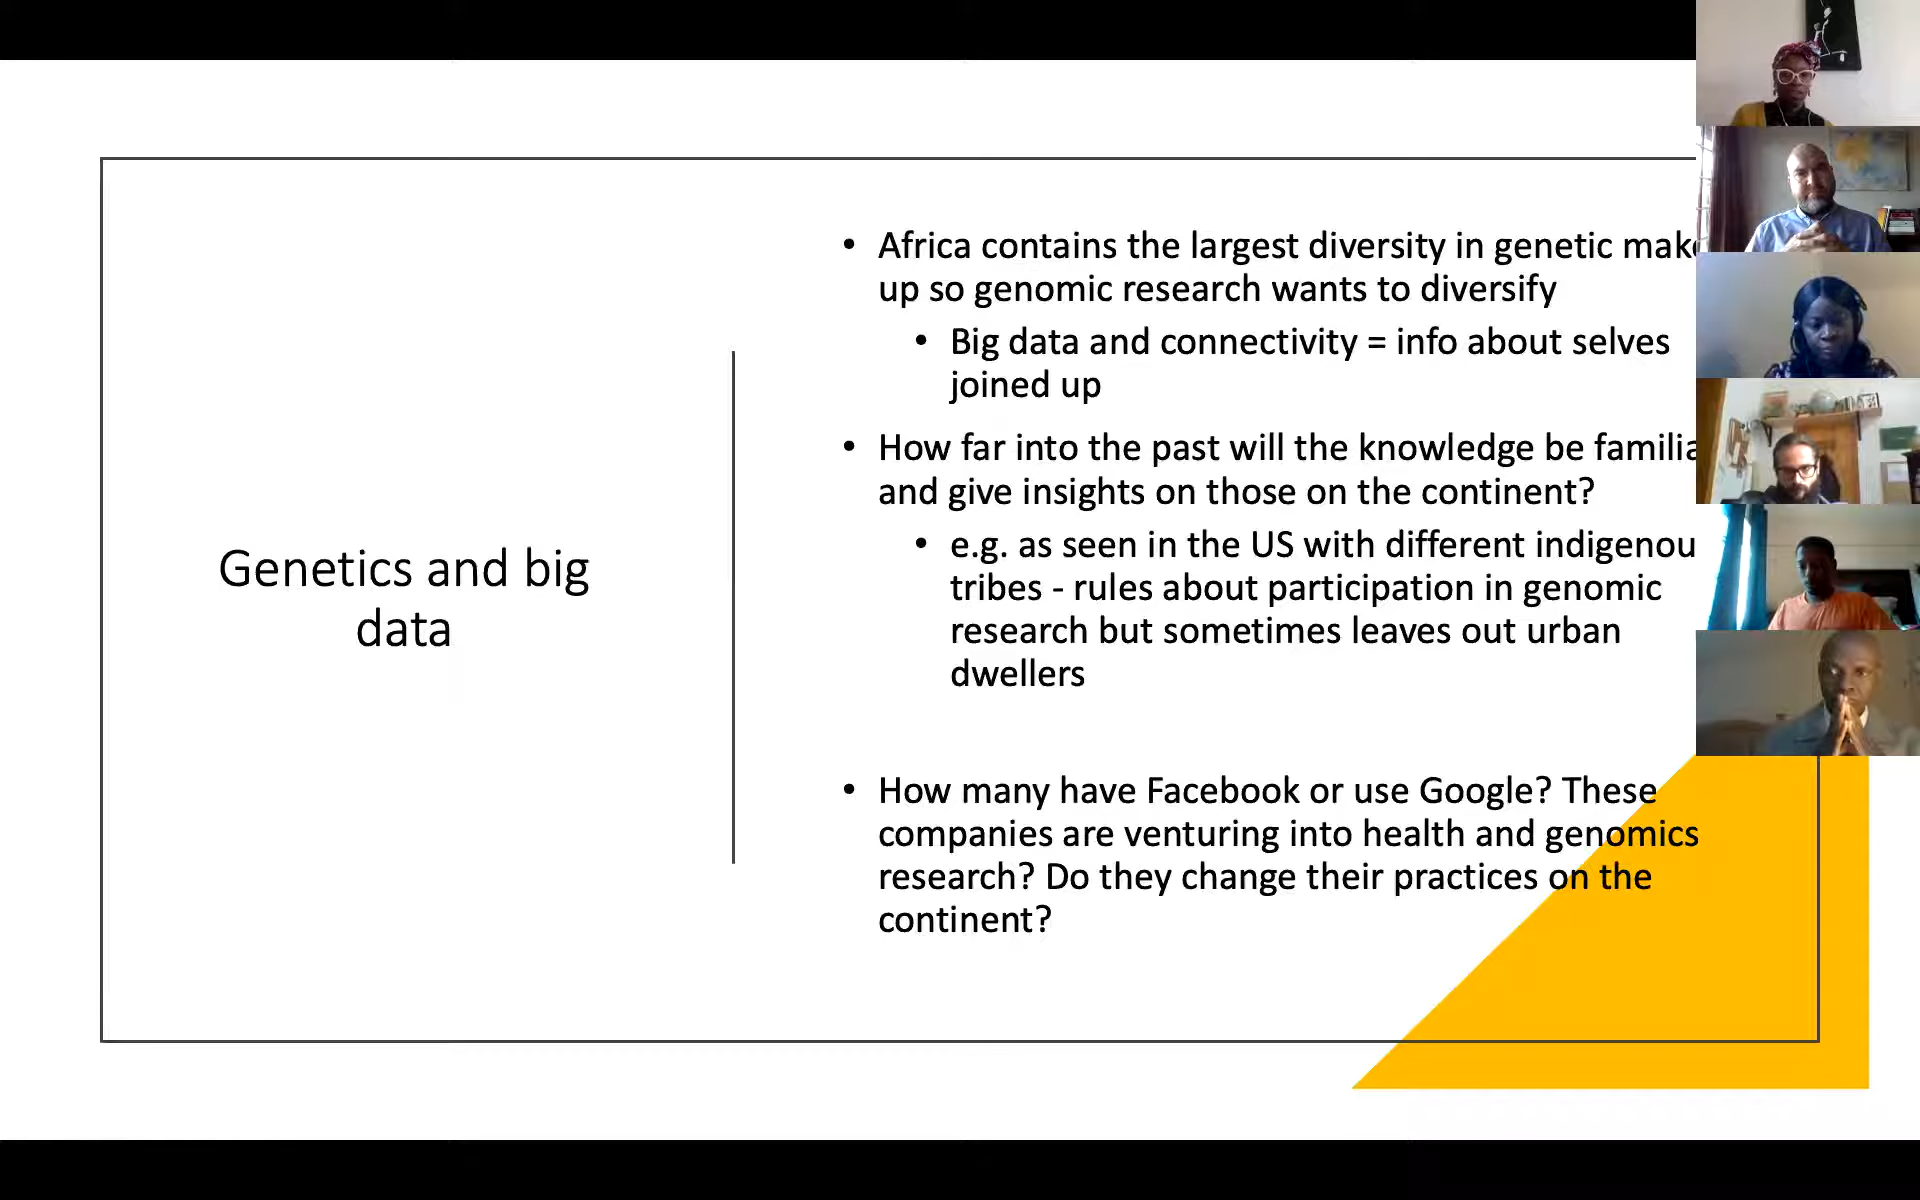 Genetics and big
data
• Africa contains the largest diversity in genetic mak
up so genomic research wants to diversify
• Big data and connectivity = info about selves
joined up
• How far into the past will the knowledge be familia
and give insights on those on the continent?
• e.g. as seen in the US with different indigenou
tribes - rules about participation in genomic
research but sometimes leaves out urban
dwellers
• How many have Facebook or use Google? These
companies are venturing into health and genomics
research? Do they change their practices on the
continent?